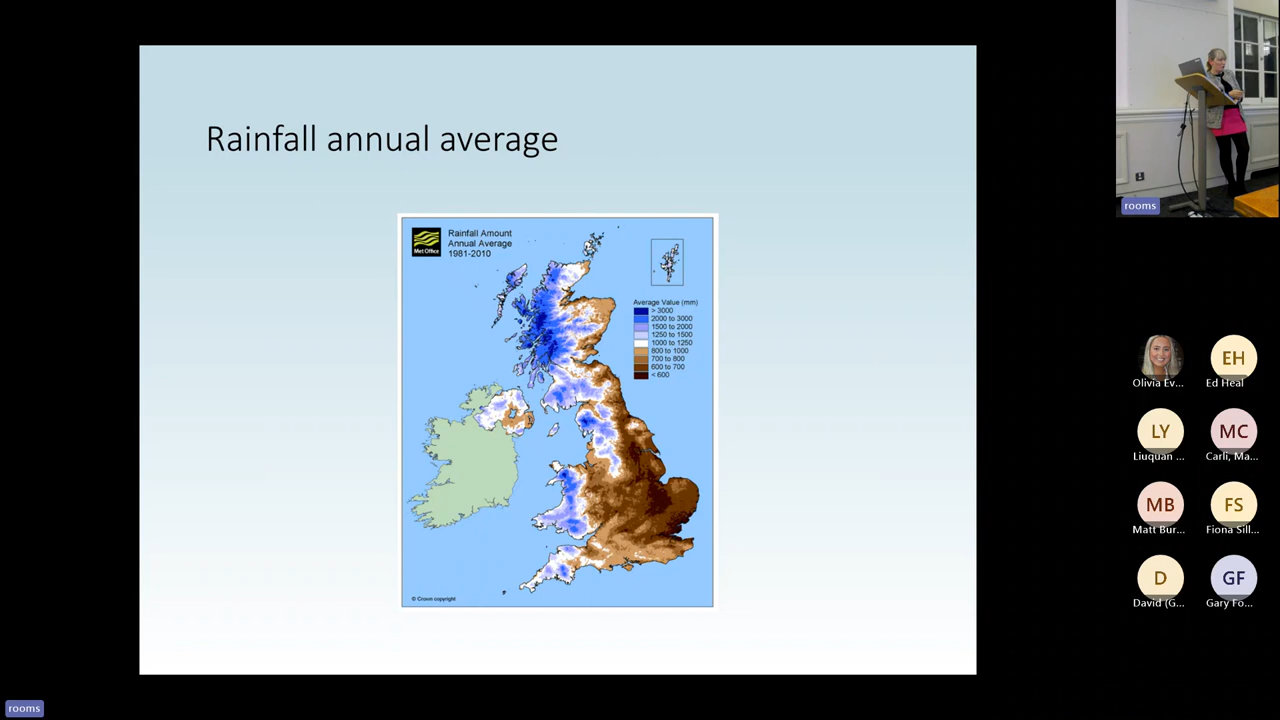 Rainfall annual average
Met Office
Rainfall Amount
Annual Average
1981-2010
Average Value (mm)
> 3000
2000 to 3000
1500 to 2000
1250 to 1500
1000 to 1250
800 to 1000
700 to 800
600 to 700
< 600
© Crown copyright
rooms
Olivia Ev...
EH
Ed Heal
LY
Liuquan ...
MC
Carli, Ma...
MB
Matt Bur...
FS
Fiona Sill...
D
David (G...
GF
Gary Fo...
rooms